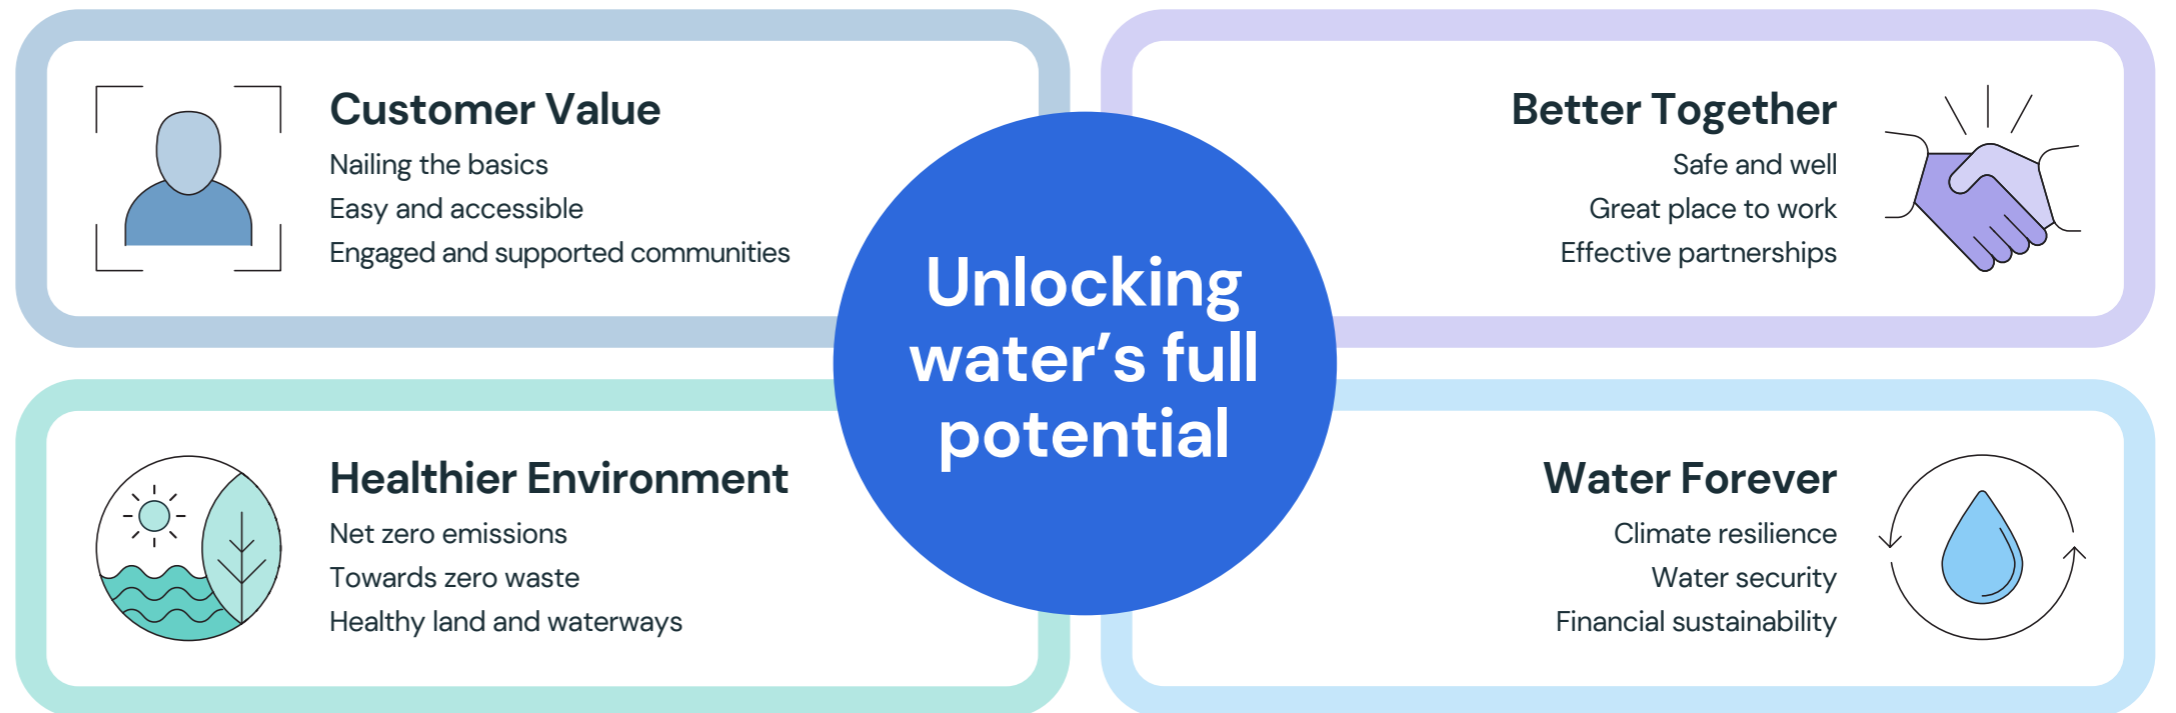 Customer Value
Nailing the basics
Easy and accessible
Engaged and supported communities
Better Together
Safe and well
Great place to work
Effective partnerships
Unlocking
water’s full
potential
Healthier Environment
Net zero emissions
Towards zero waste
Healthy land and waterways
Water Forever
Climate resilience
Water security
Financial sustainability